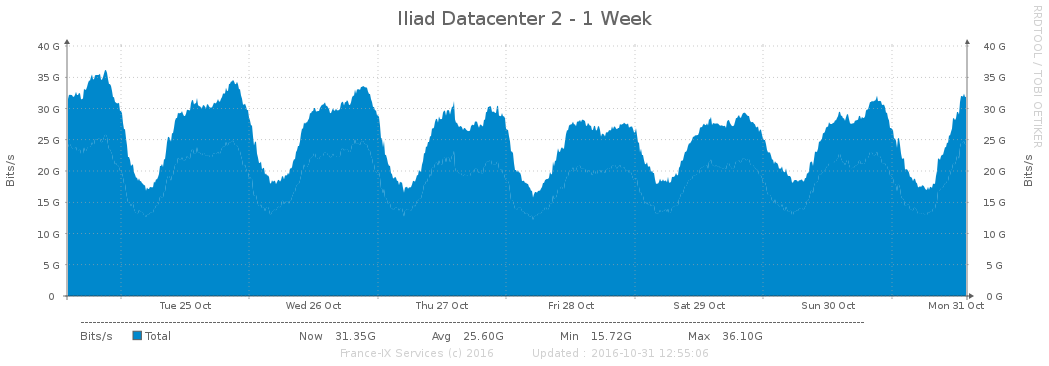 Iliad Datacenter 2 - 1 Week
RRDTOOL / TOBI OETIKER
Bits/s
40 G 40 G
35 G 35 G
30 G 30 G
25 G 25 G
20 G 20 G
15 G 15 G
10 G 10 G
5 G 5 G
0 0 G
Bits/s
Tue 25 Oct Wed 26 Oct Thu 27 Oct Fri 28 Oct Sat 29 Oct Sun 30 Oct Mon 31 Oct
Bits/s Total Now 31.35G Avg 25.60G Min 15.72G Max 36.10G
France-IX Services (c) 2016 Updated : 2016-10-31 12:55:06